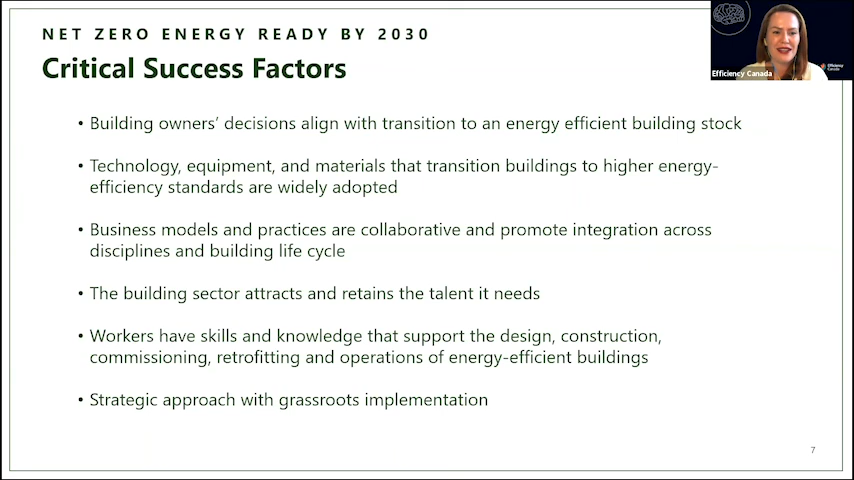 NET ZERO ENERGY READY BY 2030
Critical Success Factors
• Building owners’ decisions align with transition to an energy efficient building stock
• Technology, equipment, and materials that transition buildings to higher energy-
efficiency standards are widely adopted
• Business models and practices are collaborative and promote integration across
disciplines and building life cycle
• The building sector attracts and retains the talent it needs
• Workers have skills and knowledge that support the design, construction,
commissioning, retrofitting and operations of energy-efficient buildings
• Strategic approach with grassroots implementation
7
Efficiency Canada
Efficiency
Canada